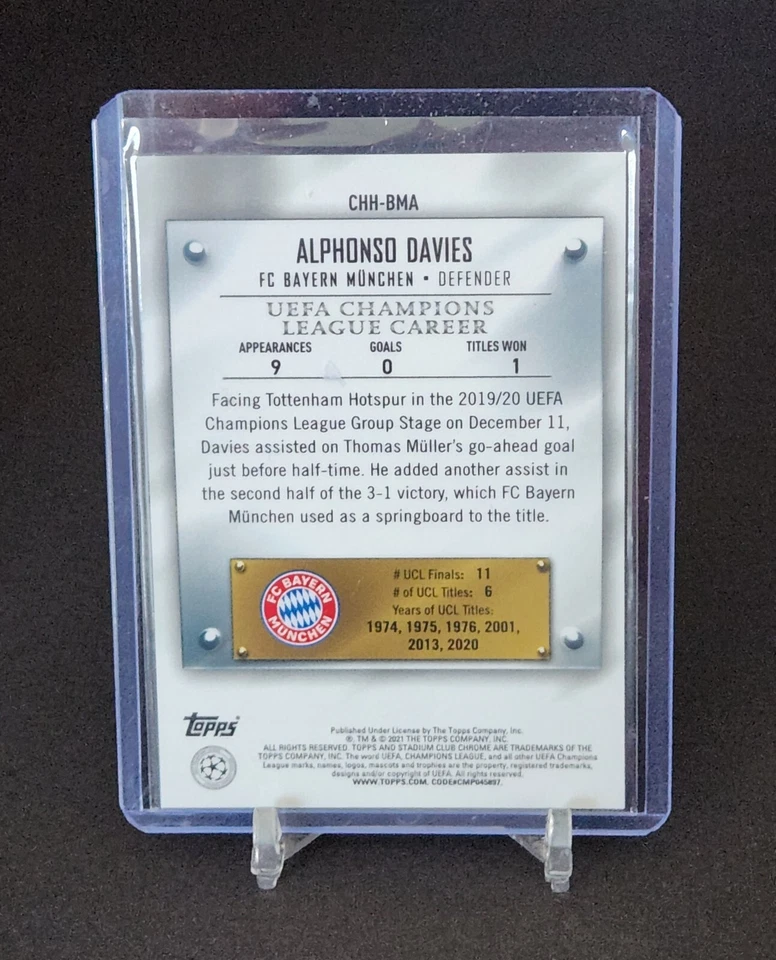 CHH-BMA
ALPHONSO DAVIES
FC BAYERN MÜNCHEN • DEFENDER
UEFA CHAMPIONS
LEAGUE CAREER
APPEARANCES GOALS TITLES WON
9 0 1
Facing Tottenham Hotspur in the 2019/20 UEFA
Champions League Group Stage on December 11,
Davies assisted on Thomas Müller's go-ahead goal
just before half-time. He added another assist in
the second half of the 3-1 victory, which FC Bayern
München used as a springboard to the title.
FC BAYERN
MÜNCHEN
# UCL Finals: 11
# of UCL Titles: 6
Years of UCL Titles:
1974, 1975, 1976, 2001,
2013, 2020
topps®
Published Under License by The Topps Company, Inc.
®, TM & © 2021 THE TOPPS COMPANY, INC.
ALL RIGHTS RESERVED. TOPPS AND STADIUM CLUB CHROME ARE TRADEMARKS OF THE
TOPPS COMPANY, INC. The word UEFA, CHAMPIONS LEAGUE, and all other UEFA Champions
League marks, names, logos, mascots and trophies are the property, registered trademarks,
designs and/or copyright of UEFA. All rights reserved.
WWW.TOPPS.COM. CODE#CMP045897.